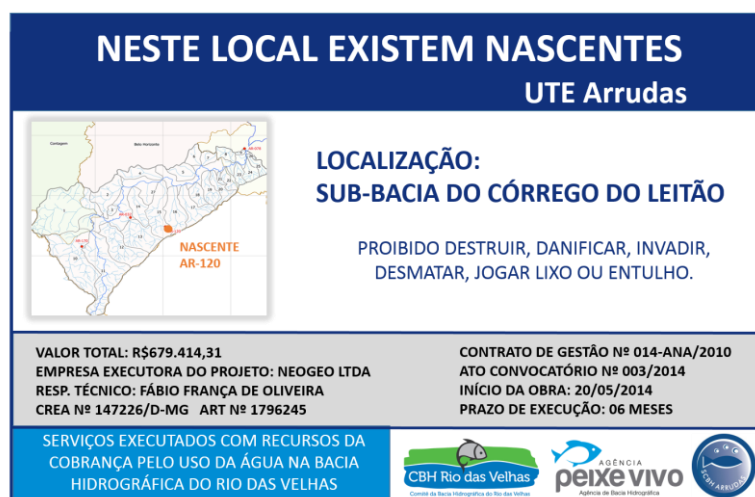 NESTE LOCAL EXISTEM NASCENTES
UTE Arrudas
Contagem
Belo Horizonte
NASCENTE
AR-120
LOCALIZAÇÃO:
SUB-BACIA DO CÓRREGO DO LEITÃO
PROIBIDO DESTRUIR, DANIFICAR, INVADIR,
DESMATAR, JOGAR LIXO OU ENTULHO.
VALOR TOTAL: R$679.414,31
EMPRESA EXECUTORA DO PROJETO: NEOGEO LTDA
RESP. TÉCNICO: FÁBIO FRANÇA DE OLIVEIRA
CREA Nº 147226/D-MG ART Nº 1796245
CONTRATO DE GESTÃO Nº 014-ANA/2010
ATO CONVOCATÓRIO Nº 003/2014
INÍCIO DA OBRA: 20/05/2014
PRAZO DE EXECUÇÃO: 06 MESES
SERVIÇOS EXECUTADOS COM RECURSOS DA
COBRANÇA PELO USO DA ÁGUA NA BACIA
HIDROGRÁFICA DO RIO DAS VELHAS
CBH Rio das Velhas
Comitê da Bacia Hidrográfica do Rio das Velhas
AGÊNCIA
peixe vivo
Agência de Bacia Hidrográfica
SCBH ARRUDAS